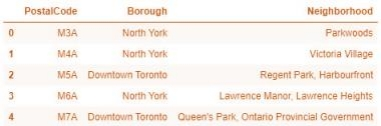 PostalCode Borough Neighborhood
0 M3A North York Parkwoods
1 M4A North York Victoria Village
2 M5A Downtown Toronto Regent Park, Harbourfront
3 M6A North York Lawrence Manor, Lawrence Heights
4 M7A Downtown Toronto Queen's Park, Ontario Provincial Government